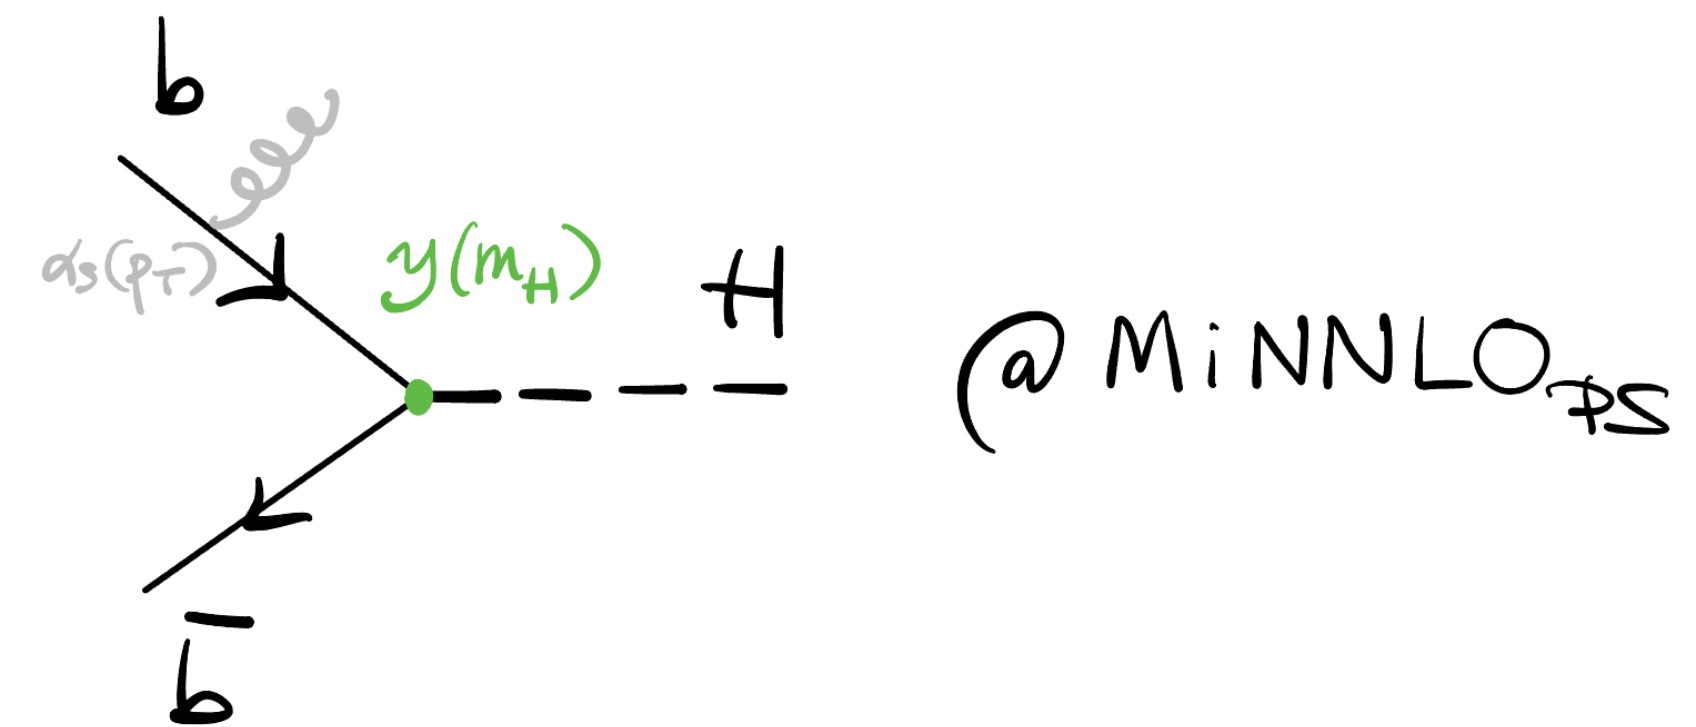 b
αs(pT)
y(mH)
H
@ MiNNLOPS
b̄